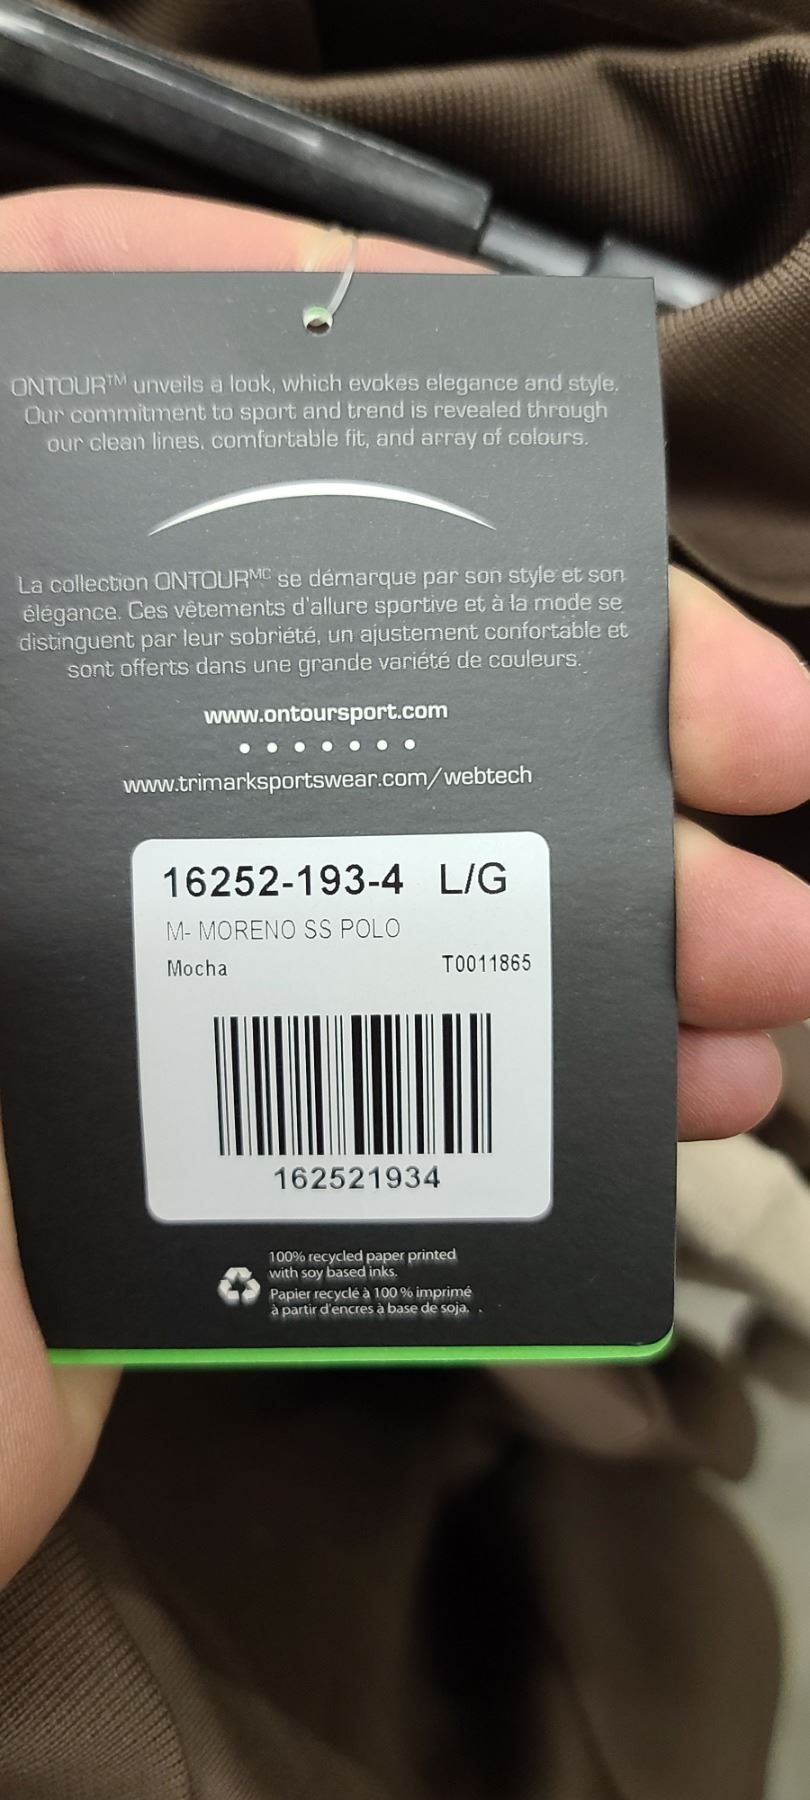 ONTOUR™ unveils a look, which evokes elegance and style.
Our commitment to sport and trend is revealed through
our clean lines, comfortable fit, and array of colours.
La collection ONTOURᴹᶜ se démarque par son style et son
élégance. Ces vêtements d'allure sportive et à la mode se
distinguent par leur sobriété, un ajustement confortable et
sont offerts dans une grande variété de couleurs.
www.ontoursport.com
• • • • • • •
www.trimarksportswear.com/webtech
16252-193-4 L/G
M- MORENO SS POLO
Mocha T0011865
162521934
100% recycled paper printed
with soy based inks.
Papier recyclé à 100 % imprimé
à partir d'encres à base de soja.